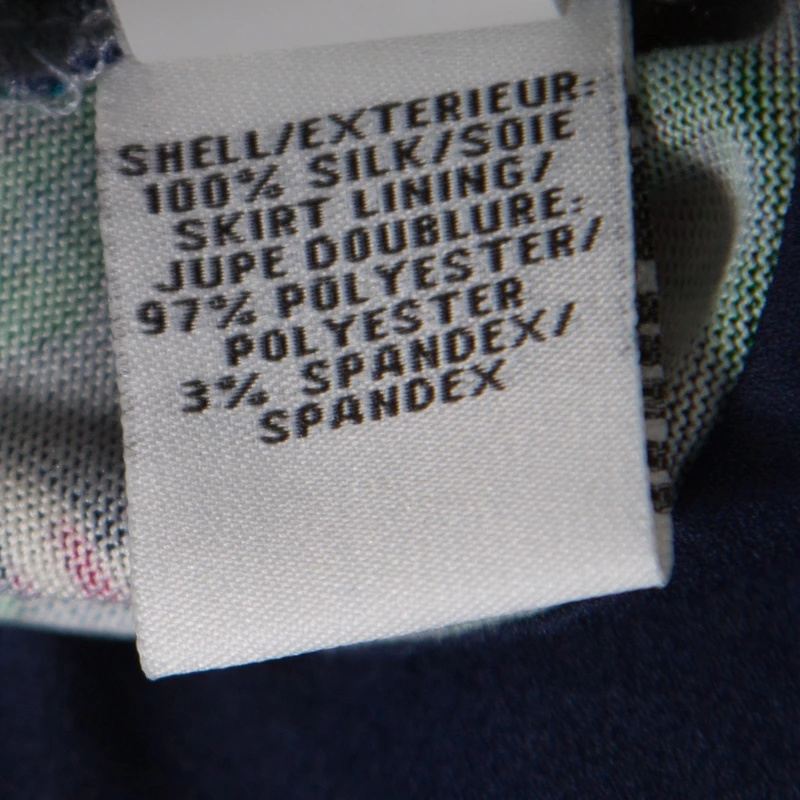 SHELL/EXTERIEUR:
100% SILK/SOIE
SKIRT LINING/
JUPE DOUBLURE:
97% POLYESTER/
POLYESTER
3% SPANDEX/
SPANDEX